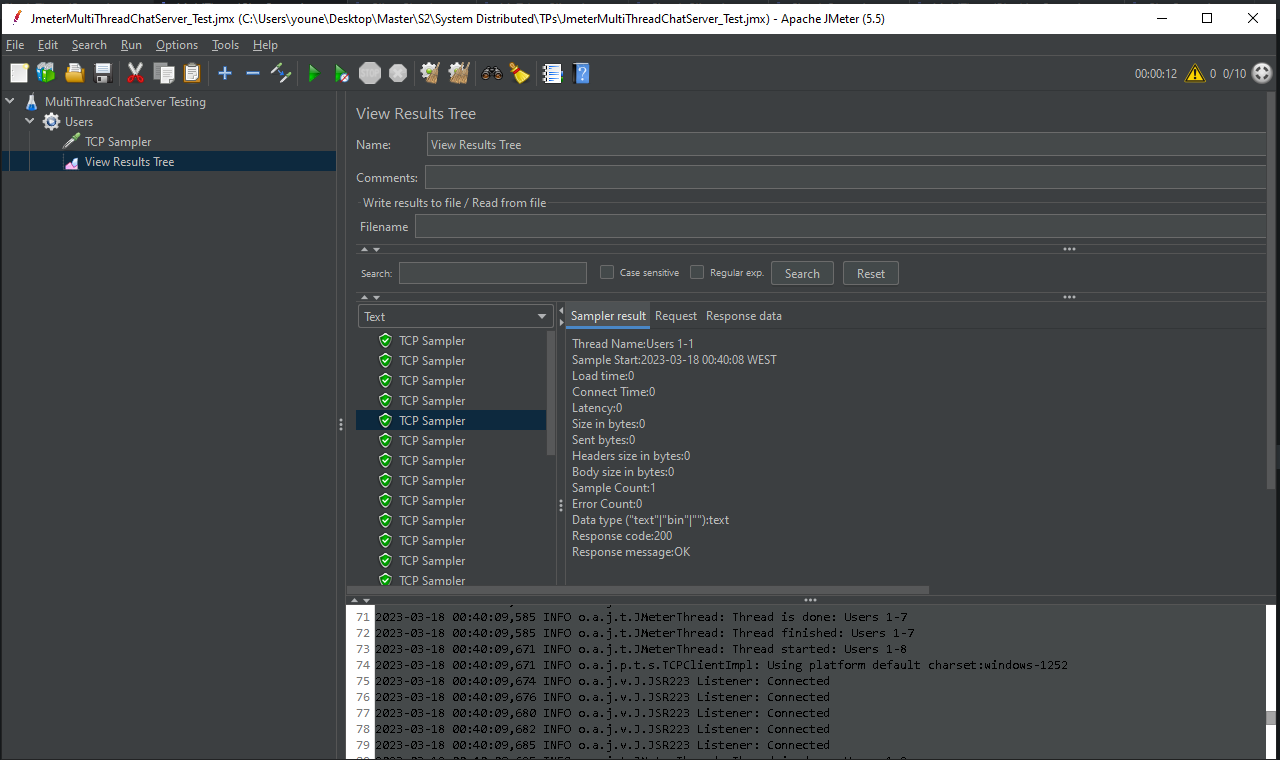 JmeterMultiThreadChatServer_Test.jmx (C:\Users\youne\Desktop\Master\S2\System Distributed\TPs\JmeterMultiThreadChatServer_Test.jmx) - Apache JMeter (5.5)
File Edit Search Run Options Tools Help
STOP 00:00:12 0 0/10
MultiThreadChatServer Testing
Users
TCP Sampler
View Results Tree
View Results Tree
Name: View Results Tree
Comments:
Write results to file / Read from file
Filename
Search: Case sensitive Regular exp. Search Reset
Text
TCP Sampler
TCP Sampler
TCP Sampler
TCP Sampler
TCP Sampler
TCP Sampler
TCP Sampler
TCP Sampler
TCP Sampler
TCP Sampler
TCP Sampler
TCP Sampler
TCP Sampler
Sampler result Request Response data
Thread Name:Users 1-1
Sample Start:2023-03-18 00:40:08 WEST
Load time:0
Connect Time:0
Latency:0
Size in bytes:0
Sent bytes:0
Headers size in bytes:0
Body size in bytes:0
Sample Count:1
Error Count:0
Data type ("text"|"bin"|""):text
Response code:200
Response message:OK
71 2023-03-18 00:40:09,585 INFO o.a.j.t.JMeterThread: Thread is done: Users 1-7
72 2023-03-18 00:40:09,585 INFO o.a.j.t.JMeterThread: Thread finished: Users 1-7
73 2023-03-18 00:40:09,671 INFO o.a.j.t.JMeterThread: Thread started: Users 1-8
74 2023-03-18 00:40:09,671 INFO o.a.j.p.t.s.TCPClientImpl: Using platform default charset:windows-1252
75 2023-03-18 00:40:09,674 INFO o.a.j.v.J.JSR223 Listener: Connected
76 2023-03-18 00:40:09,676 INFO o.a.j.v.J.JSR223 Listener: Connected
77 2023-03-18 00:40:09,680 INFO o.a.j.v.J.JSR223 Listener: Connected
78 2023-03-18 00:40:09,682 INFO o.a.j.v.J.JSR223 Listener: Connected
79 2023-03-18 00:40:09,685 INFO o.a.j.v.J.JSR223 Listener: Connected